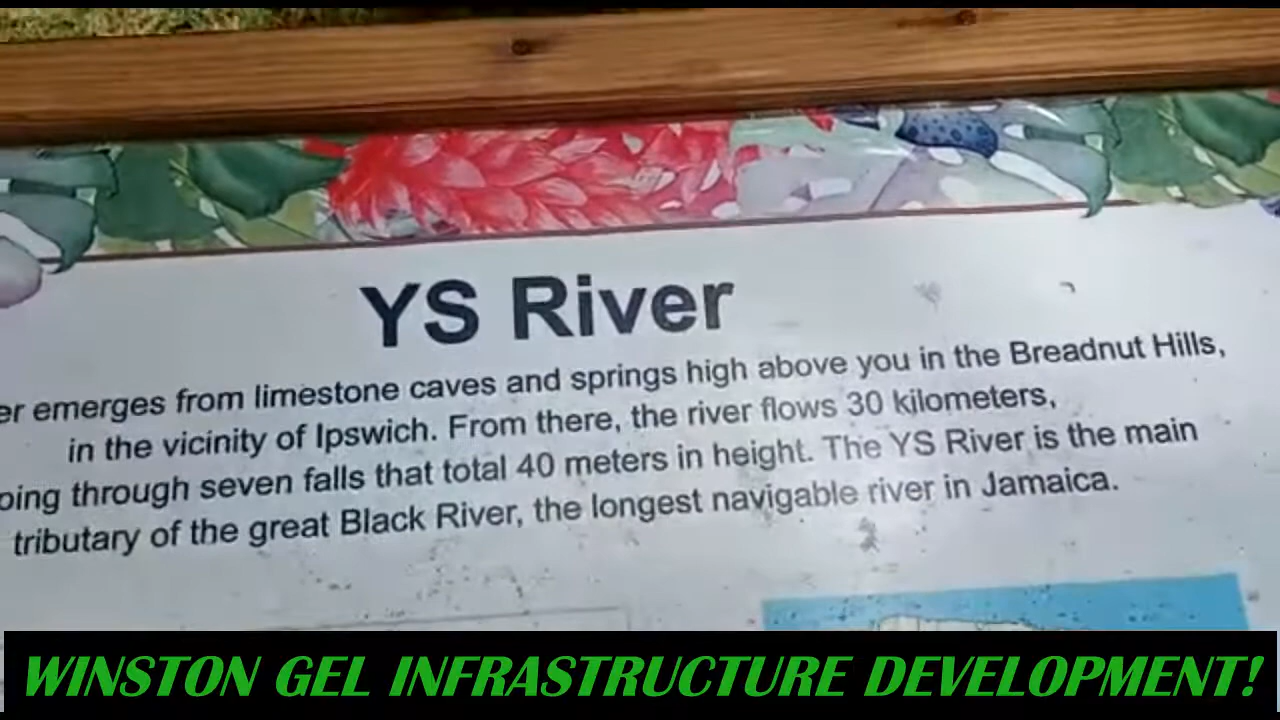 YS River
er emerges from limestone caves and springs high above you in the Breadnut Hills,
in the vicinity of Ipswich. From there, the river flows 30 kilometers,
ping through seven falls that total 40 meters in height. The YS River is the main
tributary of the great Black River, the longest navigable river in Jamaica.
WINSTON GEL INFRASTRUCTURE DEVELOPMENT!